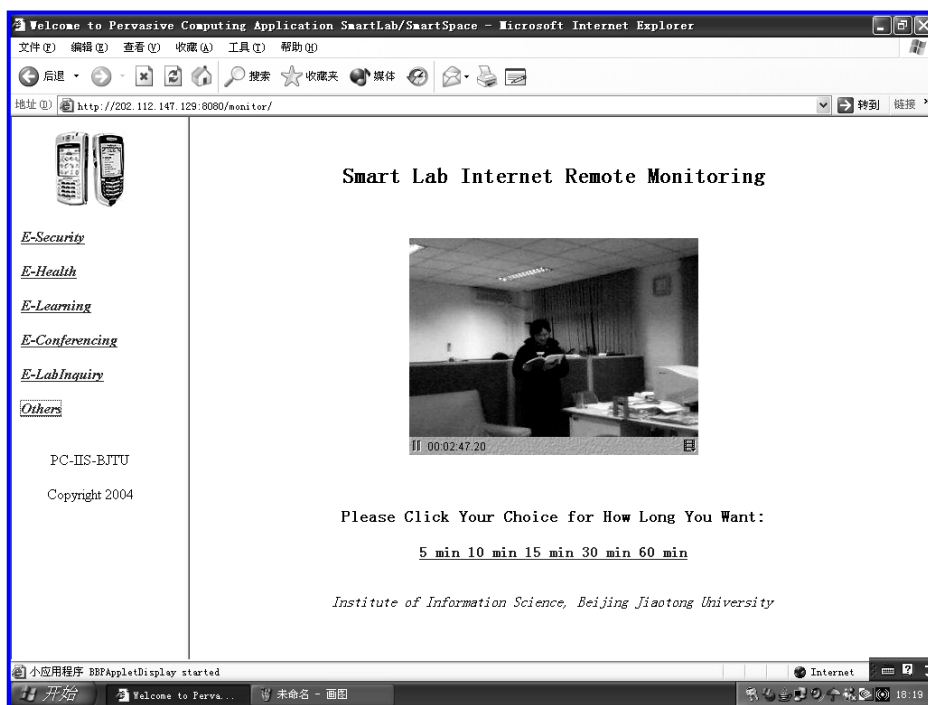 Welcome to Pervasive Computing Application SmartLab/SmartSpace - Microsoft Internet Explorer
文件(F) 编辑(E) 查看(V) 收藏(A) 工具(T) 帮助(H)
后退 搜索 收藏夹 媒体
地址(D) http://202.112.147.129:8080/monitor/ 转到 链接 »
Smart Lab Internet Remote Monitoring
E-Security
E-Health
E-Learning
E-Conferencing
E-LabInquiry
Others
PC-IIS-BJTU
Copyright 2004
00:02:47.20
Please Click Your Choice for How Long You Want:
5 min 10 min 15 min 30 min 60 min
Institute of Information Science, Beijing Jiaotong University
小应用程序 BBPAppletDisplay started Internet
开始 Welcome to Perva... 未命名 - 画图 18:19